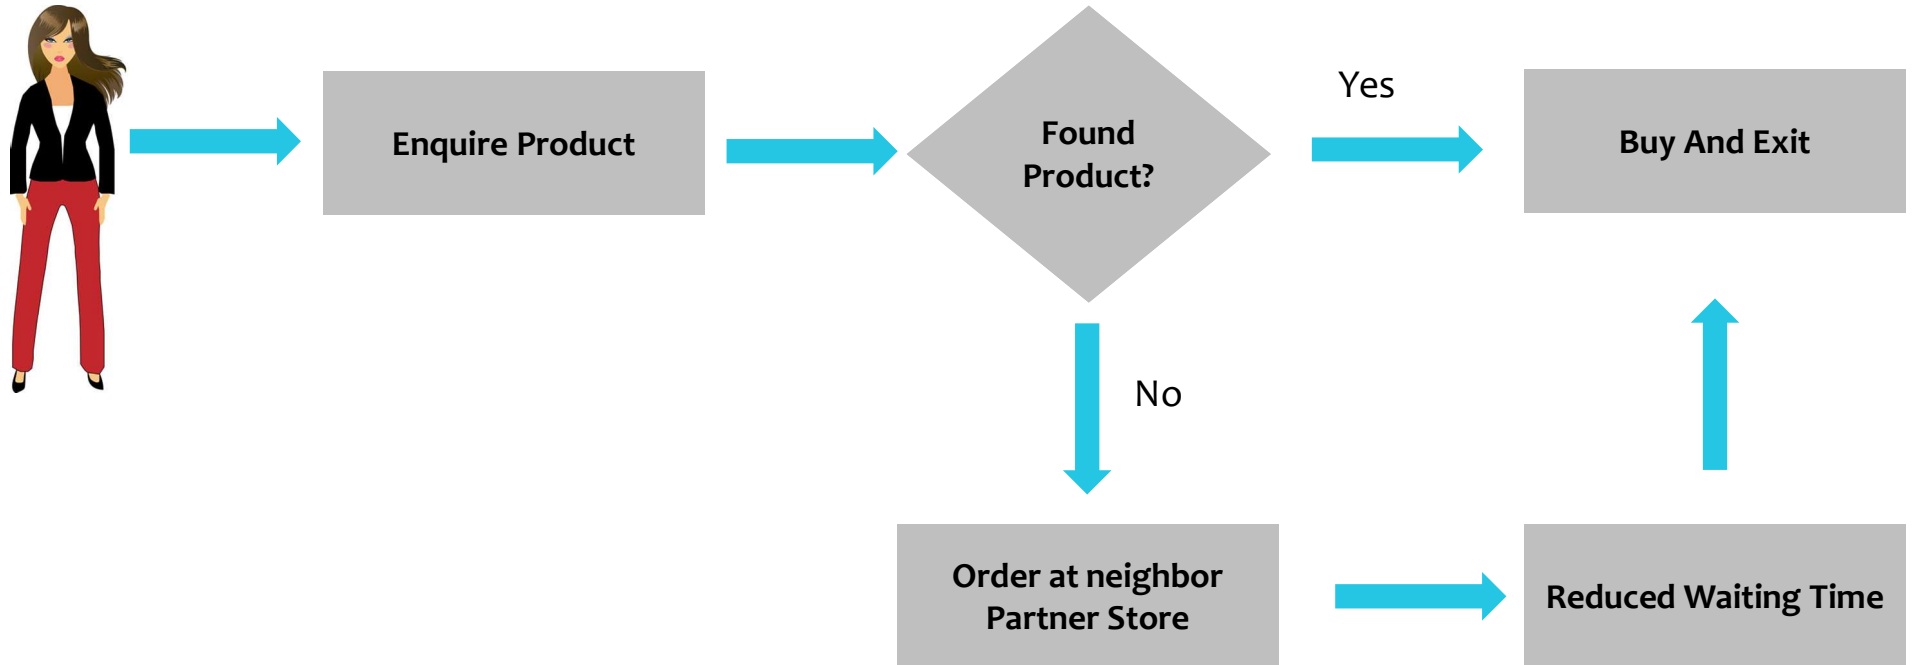 Enquire Product
Found
Product?
Yes
Buy And Exit
No
Order at neighbor
Partner Store
Reduced Waiting Time